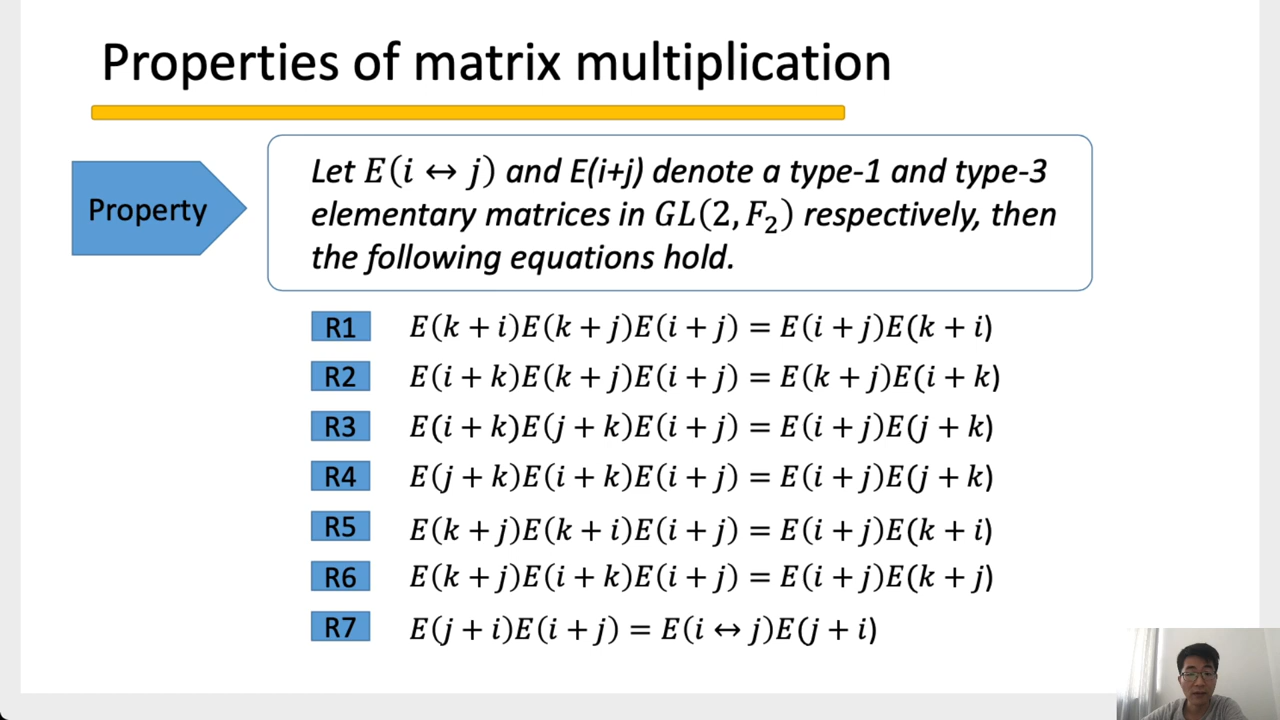 Properties of matrix multiplication
Property
Let E(i ↔ j) and E(i+j) denote a type-1 and type-3
elementary matrices in GL(2, F₂) respectively, then
the following equations hold.
R1 E(k + i)E(k + j)E(i + j) = E(i + j)E(k + i)
R2 E(i + k)E(k + j)E(i + j) = E(k + j)E(i + k)
R3 E(i + k)E(j + k)E(i + j) = E(i + j)E(j + k)
R4 E(j + k)E(i + k)E(i + j) = E(i + j)E(j + k)
R5 E(k + j)E(k + i)E(i + j) = E(i + j)E(k + i)
R6 E(k + j)E(i + k)E(i + j) = E(i + j)E(k + j)
R7 E(j + i)E(i + j) = E(i ↔ j)E(j + i)